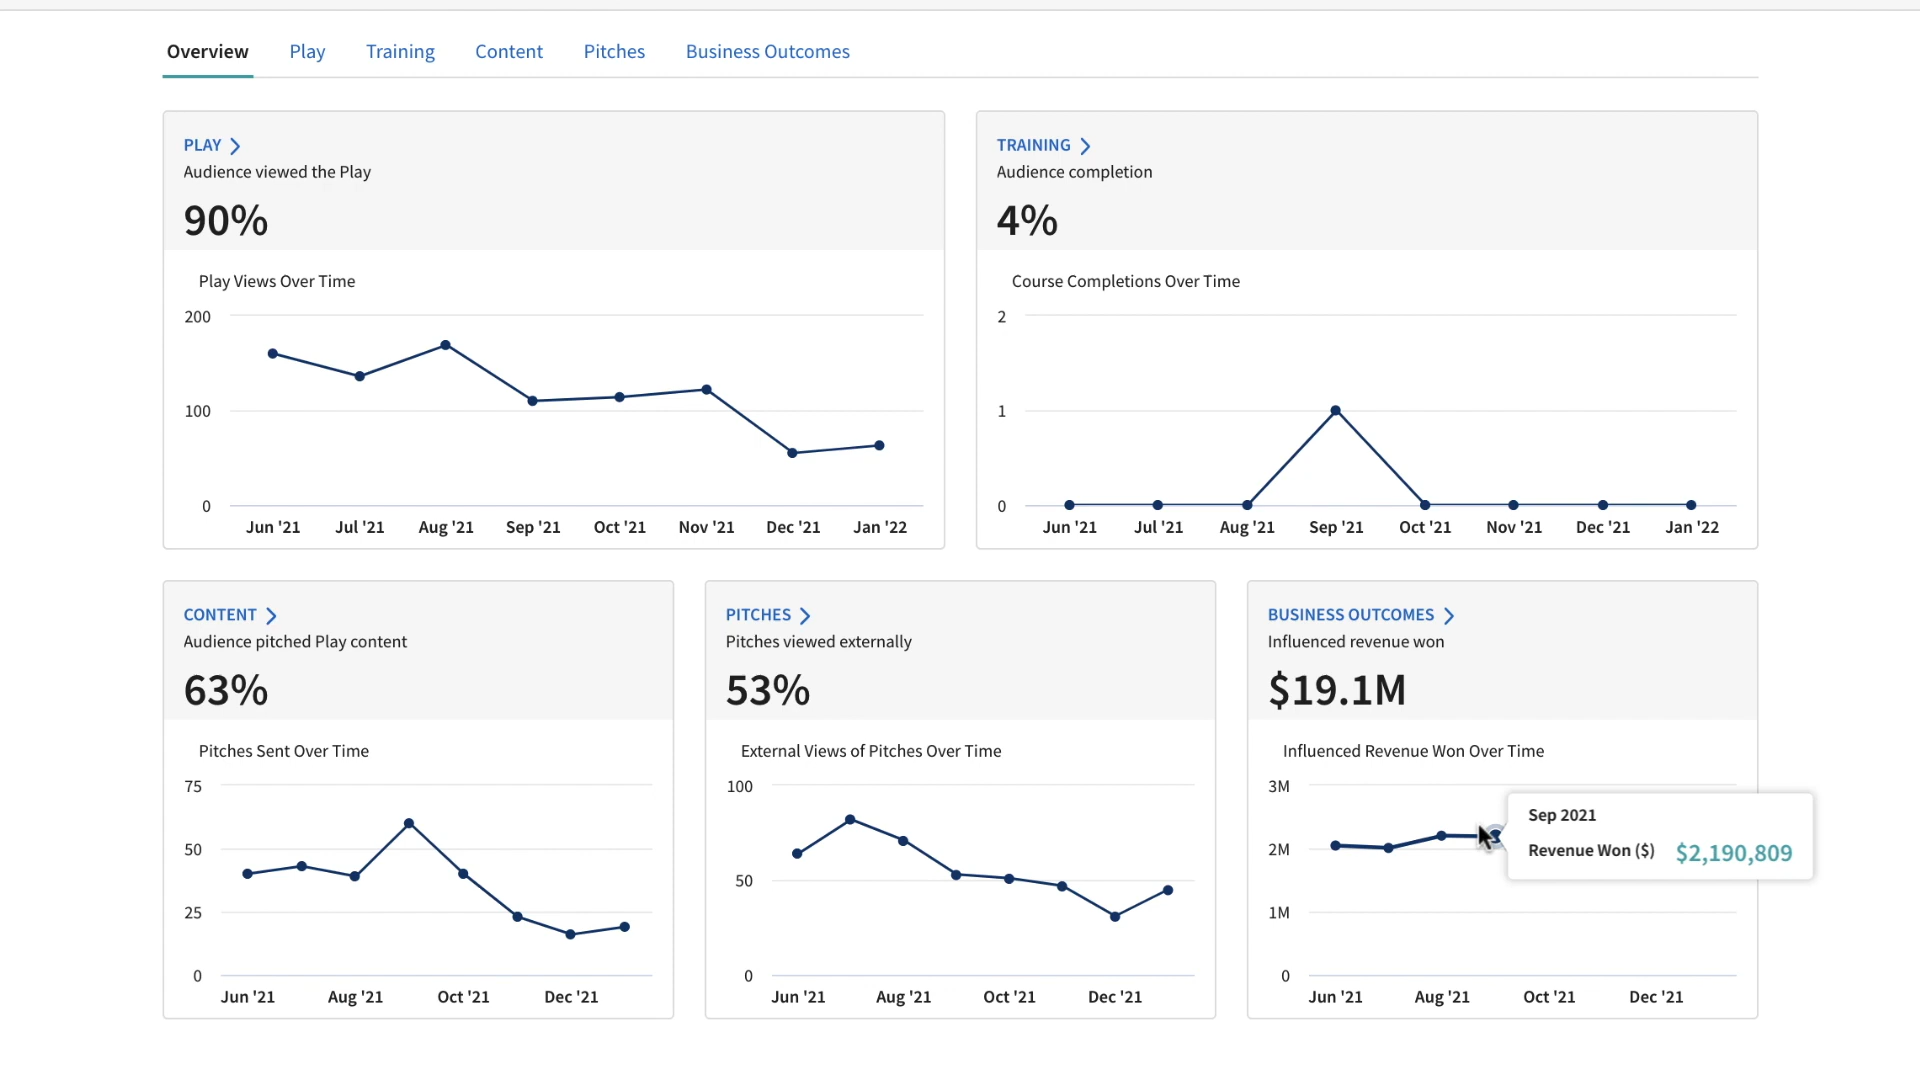 Overview Play Training Content Pitches Business Outcomes
PLAY
Audience viewed the Play
90%
Play Views Over Time
200
100
0
Jun '21 Jul '21 Aug '21 Sep '21 Oct '21 Nov '21 Dec '21 Jan '22
TRAINING
Audience completion
4%
Course Completions Over Time
2
1
0
Jun '21 Jul '21 Aug '21 Sep '21 Oct '21 Nov '21 Dec '21 Jan '22
CONTENT
Audience pitched Play content
63%
Pitches Sent Over Time
75
50
25
0
Jun '21 Aug '21 Oct '21 Dec '21
PITCHES
Pitches viewed externally
53%
External Views of Pitches Over Time
100
50
0
Jun '21 Aug '21 Oct '21 Dec '21
BUSINESS OUTCOMES
Influenced revenue won
$19.1M
Influenced Revenue Won Over Time
3M
2M
1M
0
Jun '21 Aug '21 Oct '21 Dec '21
Sep 2021
Revenue Won ($) $2,190,809